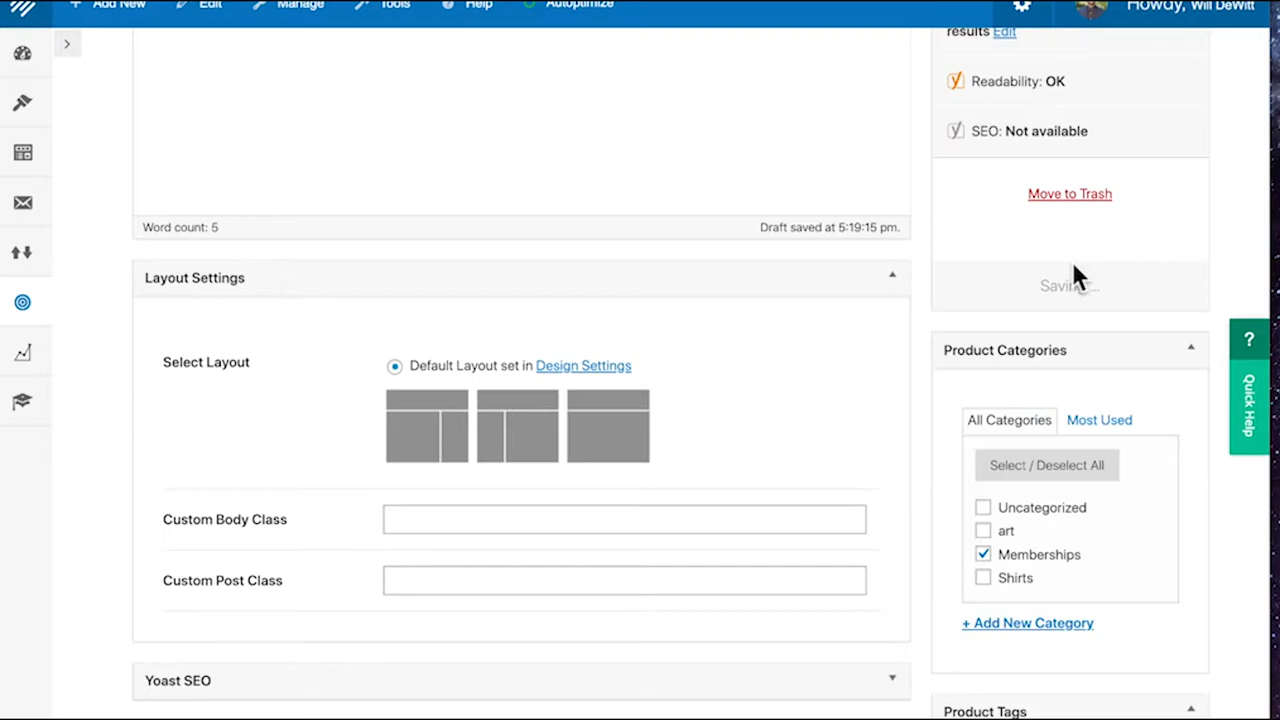 Add New Edit Manage Tools Help Autoptimize Howdy, Will DeWitt
results Edit
Readability: OK
SEO: Not available
Move to Trash
Word count: 5
Draft saved at 5:19:15 pm.
Layout Settings
Select Layout
Default Layout set in Design Settings
Custom Body Class
Custom Post Class
Yoast SEO
Product Categories
All Categories
Most Used
Select / Deselect All
Uncategorized
art
Memberships
Shirts
+ Add New Category
Product Tags
?
Quick Help